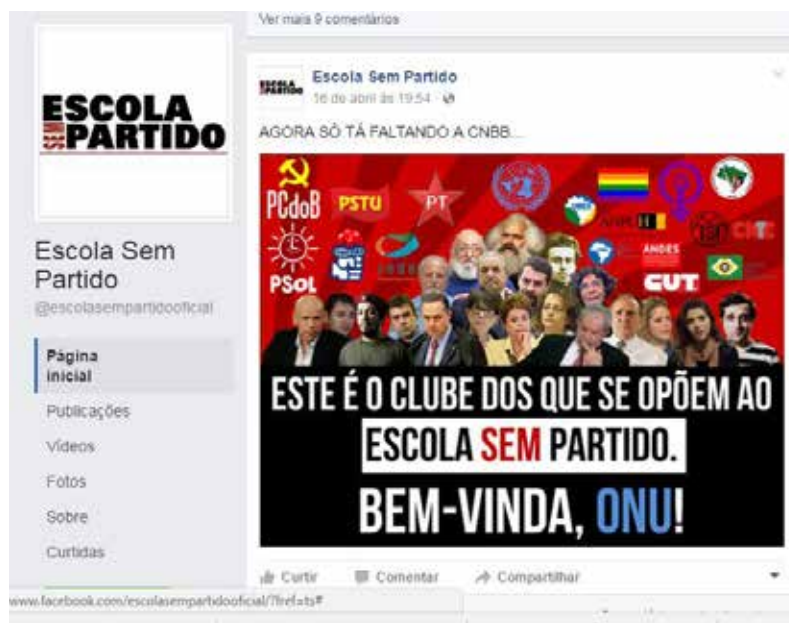 Ver mais 9 comentários
ESCOLA
SEM PARTIDO
Escola Sem Partido
16 de abril às 19:54
AGORA SÓ TÁ FALTANDO A CNBB...
PCdoB
PSTU
PT
PSOL
ANDES
CUT
ESTE É O CLUBE DOS QUE SE OPÕEM AO
ESCOLA SEM PARTIDO.
BEM-VINDA, ONU!
Escola Sem
Partido
@escolasempartidooficial
Página
inicial
Publicações
Vídeos
Fotos
Sobre
Curtidas
Curtir
Comentar
Compartilhar
www.facebook.com/escolasempartidooficial/?fref=ts#